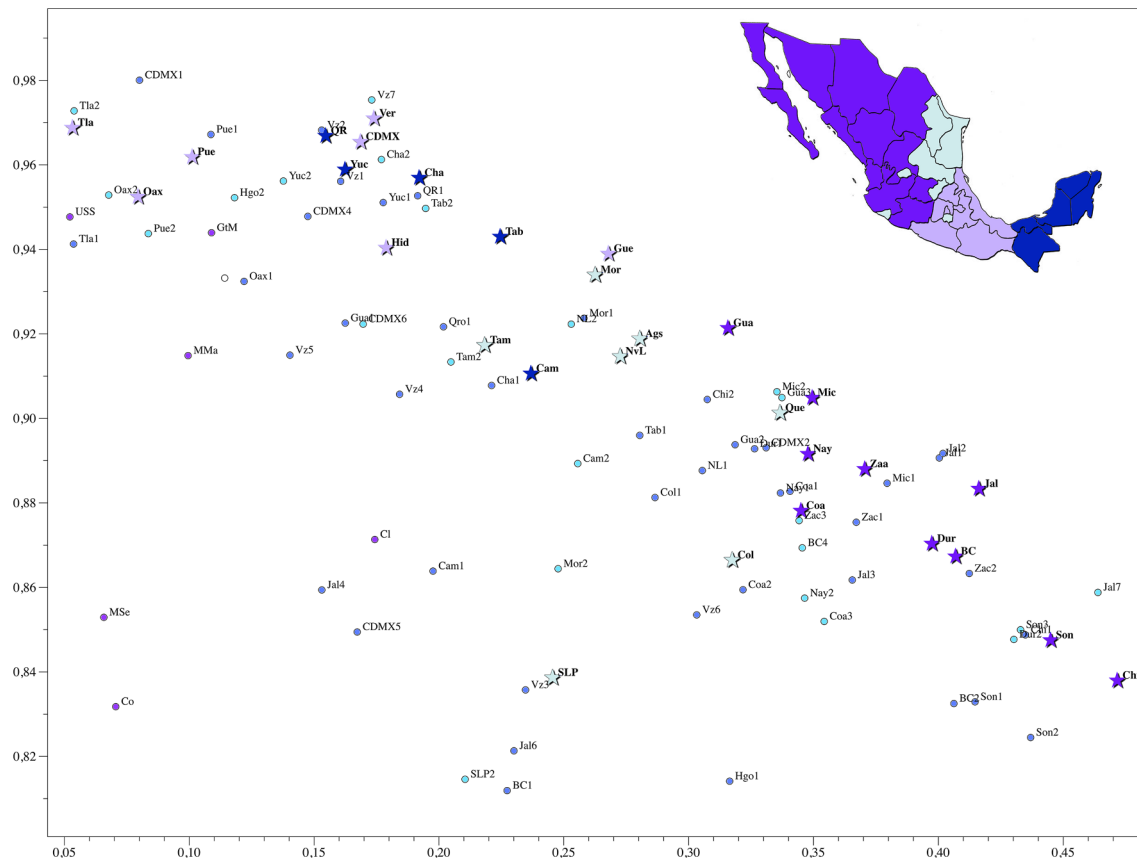 0,98
CDMX1
Tla2
Vz7
Tla
Ver
Pue1
Vz2
QR
CDMX
Pue
Cha2
0,96
Yuc
Vz1
Cha
Yuc2
Oax2
Oax
Hgo2
Yuc1
QR1
Tab2
USS
CDMX4
Pue2
GtM
Tab
Tla1
Hid
Gue
0,94
Mor
Oax1
Mor1
NL2
CDMX6
Qro1
Gua
0,92
Tam
Ags
NvL
Tam2
MMa
Vz5
Cam
Cha1
Vz4
Chi2
Mic2
Gua3
Mic
Que
0,90
Tab1
Gua2
CDMX2
Nay
Jal2
Cam2
NL1
Zaa
Mic1
Jal
Col1
Nay1
Coa1
0,88
Coa
Zac3
Zac1
Cl
BC4
Dur
BC
Col
Cam1
Mor2
Jal3
Zac2
0,86
Jal4
Coa2
Nay2
Jal7
MSe
Vz6
Coa3
CDMX5
Son3
Dur2
Son
0,84
SLP
Vz3
Co
BC2
Son1
Son2
0,82
Jal6
SLP2
BC1
Hgo1
0,05 0,10 0,15 0,20 0,25 0,30 0,35 0,40 0,45